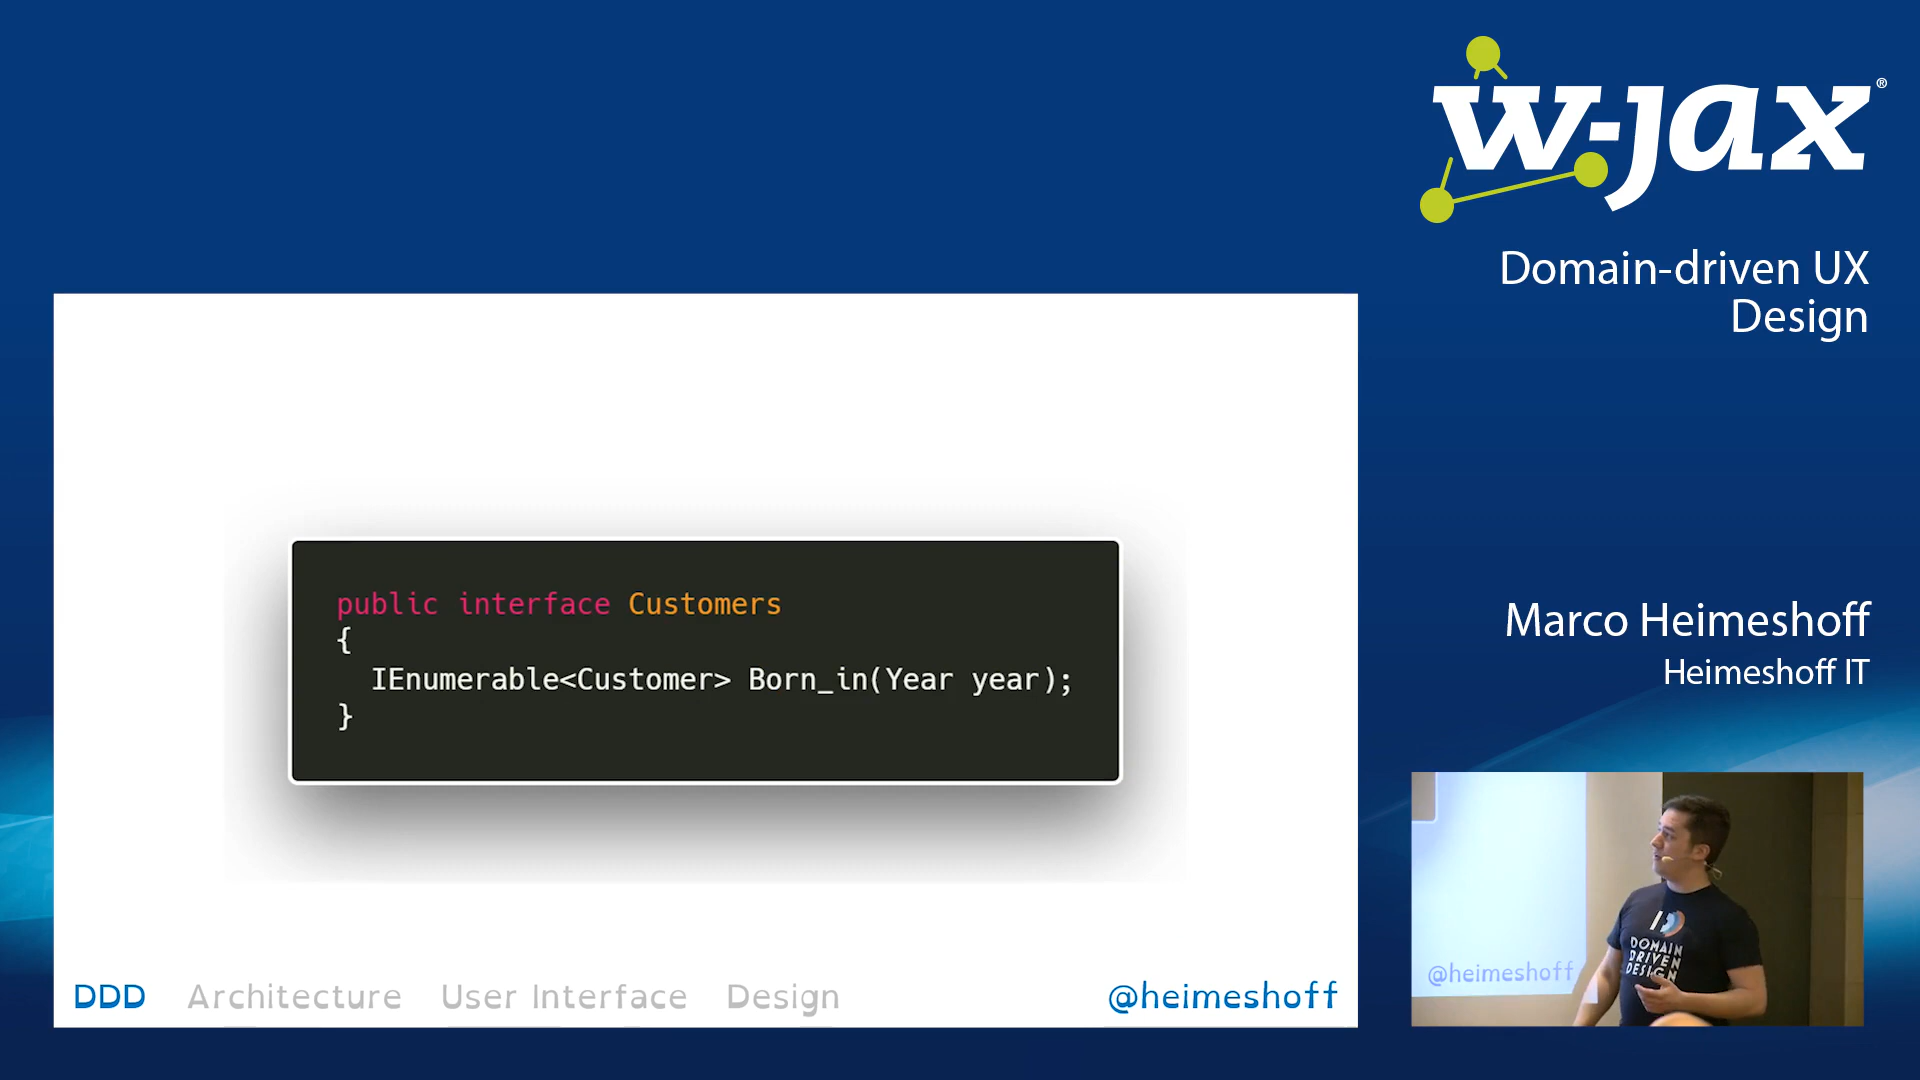 w-jax®
Domain-driven UX
Design
public interface Customers
{
IEnumerable<Customer> Born_in(Year year);
}
Marco Heimeshoff
Heimeshoff IT
DDD Architecture User Interface Design @heimeshoff
@heimeshoff
I
DOMAIN
DRIVEN
DESIGN